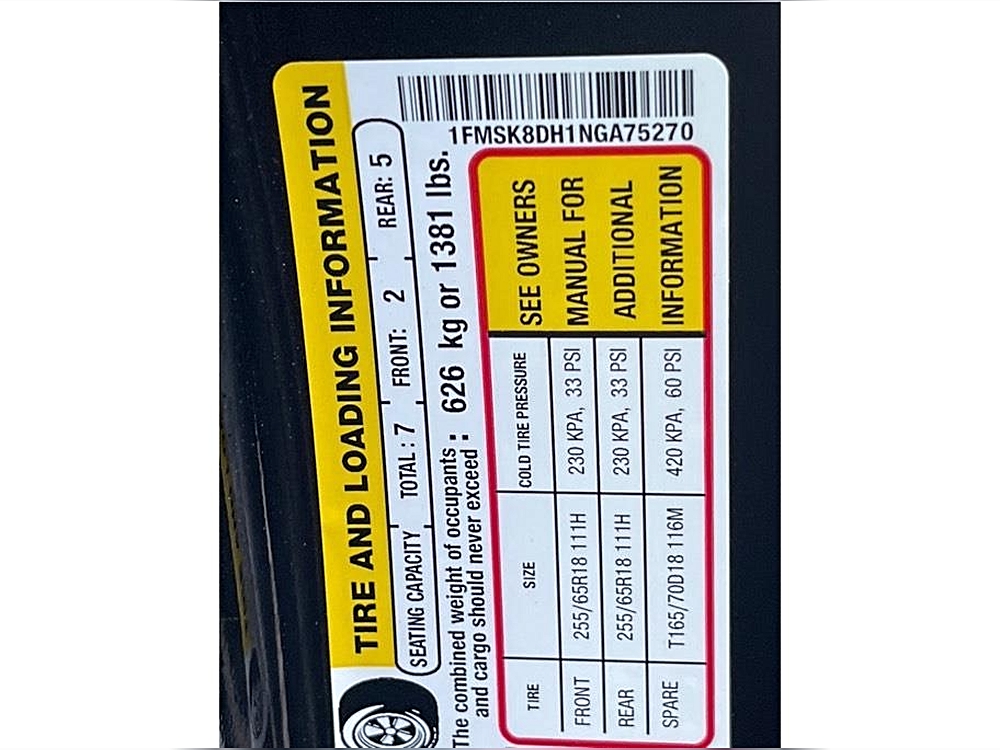 TIRE AND LOADING INFORMATION
SEATING CAPACITY TOTAL : 7 FRONT: 2 REAR: 5
The combined weight of occupants
and cargo should never exceed : 626 kg or 1381 lbs.
1FMSK8DH1NGA75270
TIRE SIZE COLD TIRE PRESSURE SEE OWNERS
FRONT 255/65R18 111H 230 KPA, 33 PSI MANUAL FOR
REAR 255/65R18 111H 230 KPA, 33 PSI ADDITIONAL
SPARE T165/70D18 116M 420 KPA, 60 PSI INFORMATION